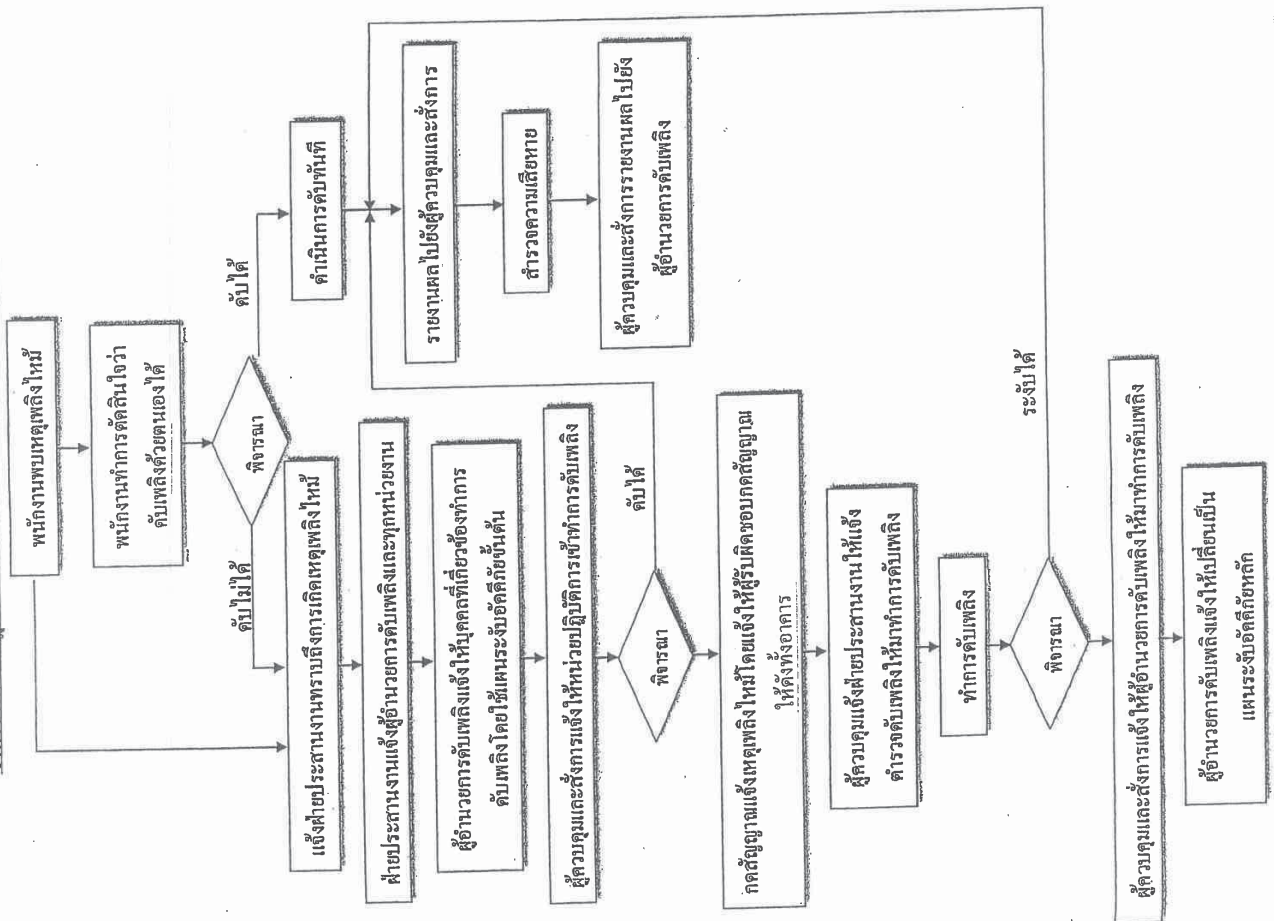 พนักงานพบเหตุเพลิงไหม้
พนักงานทำการตัดสินใจว่า
ดับเพลิงด้วยตนเองได้
พิจารณา
ดับไม่ได้
ดับได้
ดำเนินการดับทันที
แจ้งฝ่ายประสานงานทราบถึงการเกิดเหตุเพลิงไหม้
ฝ่ายประสานงานแจ้งผู้อำนวยการดับเพลิงและทุกหน่วยงาน
ผู้อำนวยการดับเพลิงแจ้งให้บุคคลที่เกี่ยวข้องทำการ
ดับเพลิงโดยใช้แผนระงับอัคคีภัยขั้นต้น
ผู้ควบคุมและสั่งการแจ้งให้หน่วยปฏิบัติการเข้าทำการดับเพลิง
รายงานผลไปยังผู้ควบคุมและสั่งการ
สำรวจความเสียหาย
ผู้ควบคุมและสั่งการรายงานผลไปยัง
ผู้อำนวยการดับเพลิง
พิจารณา
ดับได้
กดสัญญาณแจ้งเหตุเพลิงไหม้โดยแจ้งให้ผู้รับผิดชอบกดสัญญาณ
ให้ดังทั้งอาคาร
ผู้ควบคุมแจ้งฝ่ายประสานงานให้แจ้ง
ตำรวจดับเพลิงให้มาทำการดับเพลิง
ทำการดับเพลิง
พิจารณา
ระงับได้
ผู้ควบคุมและสั่งการแจ้งให้ผู้อำนวยการดับเพลิงให้มาทำการดับเพลิง
ผู้อำนวยการดับเพลิงแจ้งให้เปลี่ยนเป็น
แผนระงับอัคคีภัยหลัก